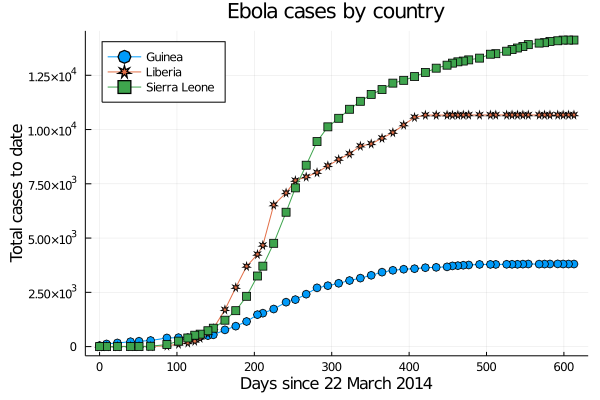 Ebola cases by country
Guinea
Liberia
Sierra Leone
Total cases to date
1.25×10⁴
1.00×10⁴
7.50×10³
5.00×10³
2.50×10³
0
0 100 200 300 400 500 600
Days since 22 March 2014